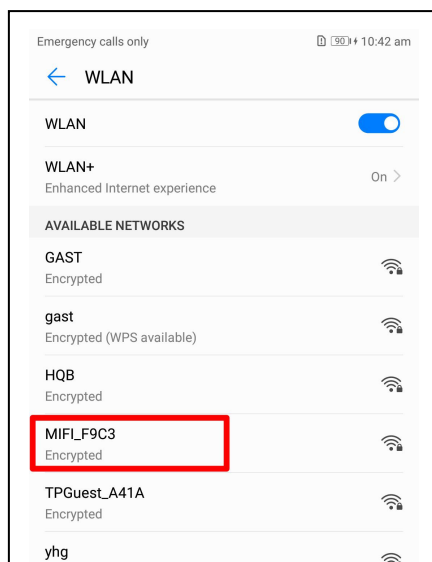 Emergency calls only 90 10:42 am
WLAN
WLAN
WLAN+
Enhanced Internet experience
On
AVAILABLE NETWORKS
GAST
Encrypted
gast
Encrypted (WPS available)
HQB
Encrypted
MIFI_F9C3
Encrypted
TPGuest_A41A
Encrypted
yhg